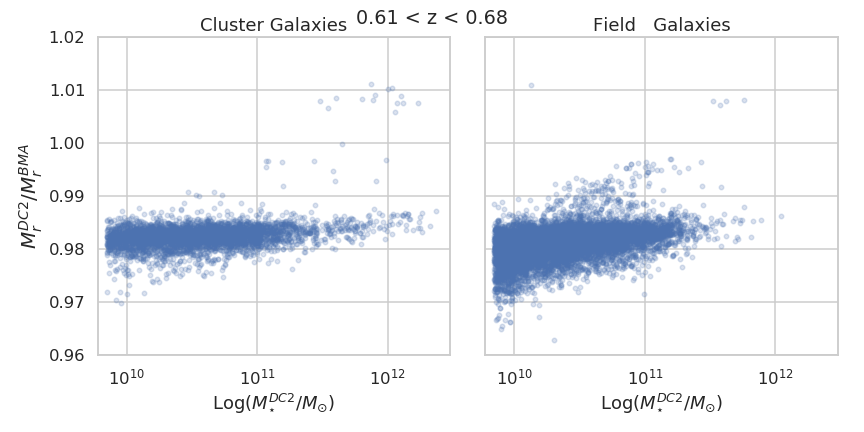 0.61 < z < 0.68
Cluster Galaxies
Field Galaxies
1.02
1.01
1.00
0.99
0.98
0.97
0.96
M_r^{DC2}/M_r^{BMA}
10^{10} 10^{11} 10^{12}
10^{10} 10^{11} 10^{12}
Log(M_⋆^{DC2}/M_⊙)
Log(M_⋆^{DC2}/M_⊙)